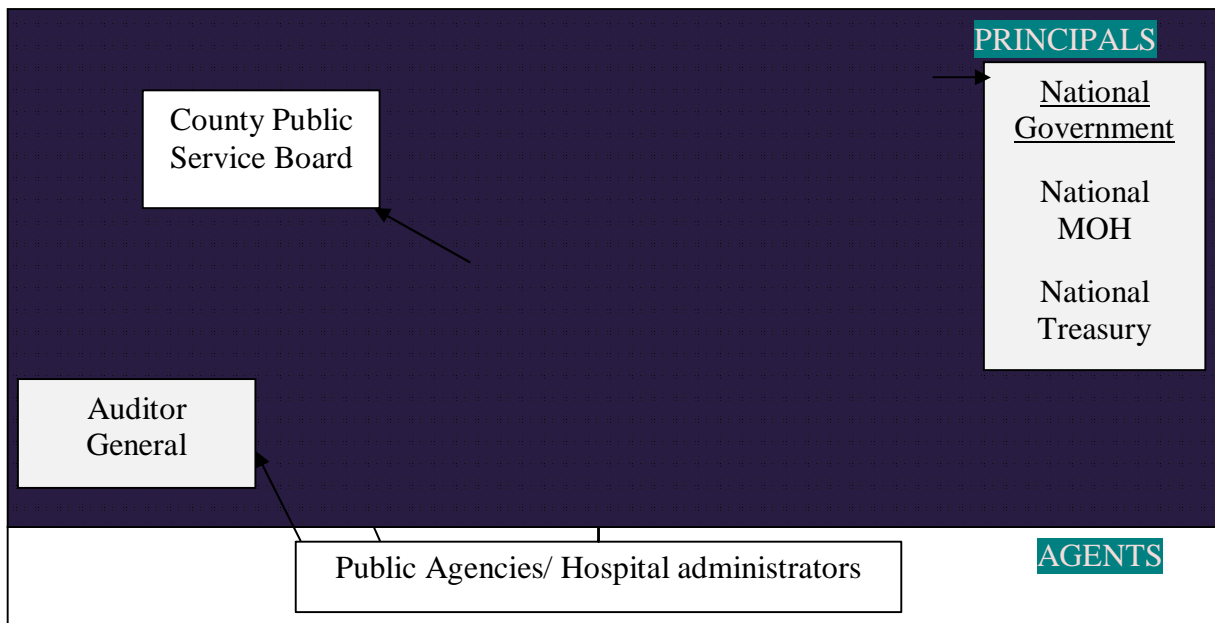 PRINCIPALS
National
Government
National
MOH
National
Treasury
County Public
Service Board
Auditor
General
Public Agencies/ Hospital administrators
AGENTS